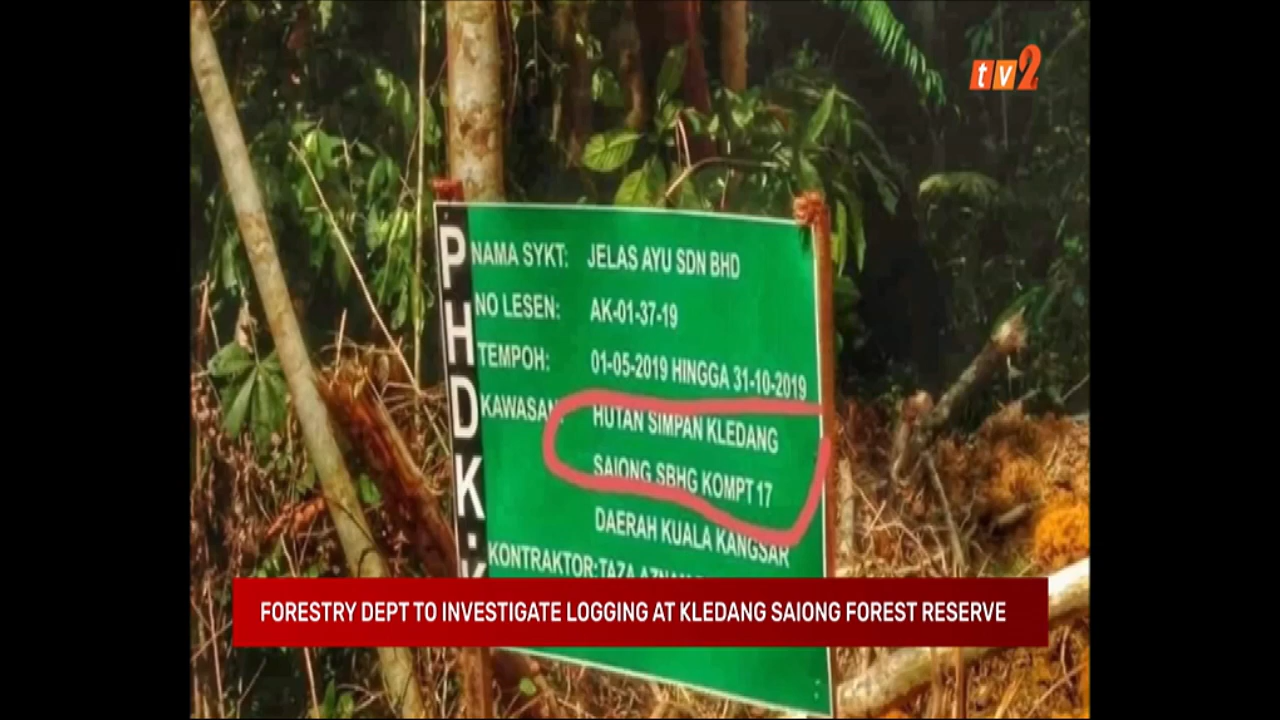 tv2
PHDK.
NAMA SYKT: JELAS AYU SDN BHD
NO LESEN: AK-01-37-19
TEMPOH: 01-05-2019 HINGGA 31-10-2019
KAWASAN: HUTAN SIMPAN KLEDANG
SAIONG SBHG KOMPT 17
DAERAH KUALA KANGSAR
KONTRAKTOR: TAZA
FORESTRY DEPT TO INVESTIGATE LOGGING AT KLEDANG SAIONG FOREST RESERVE